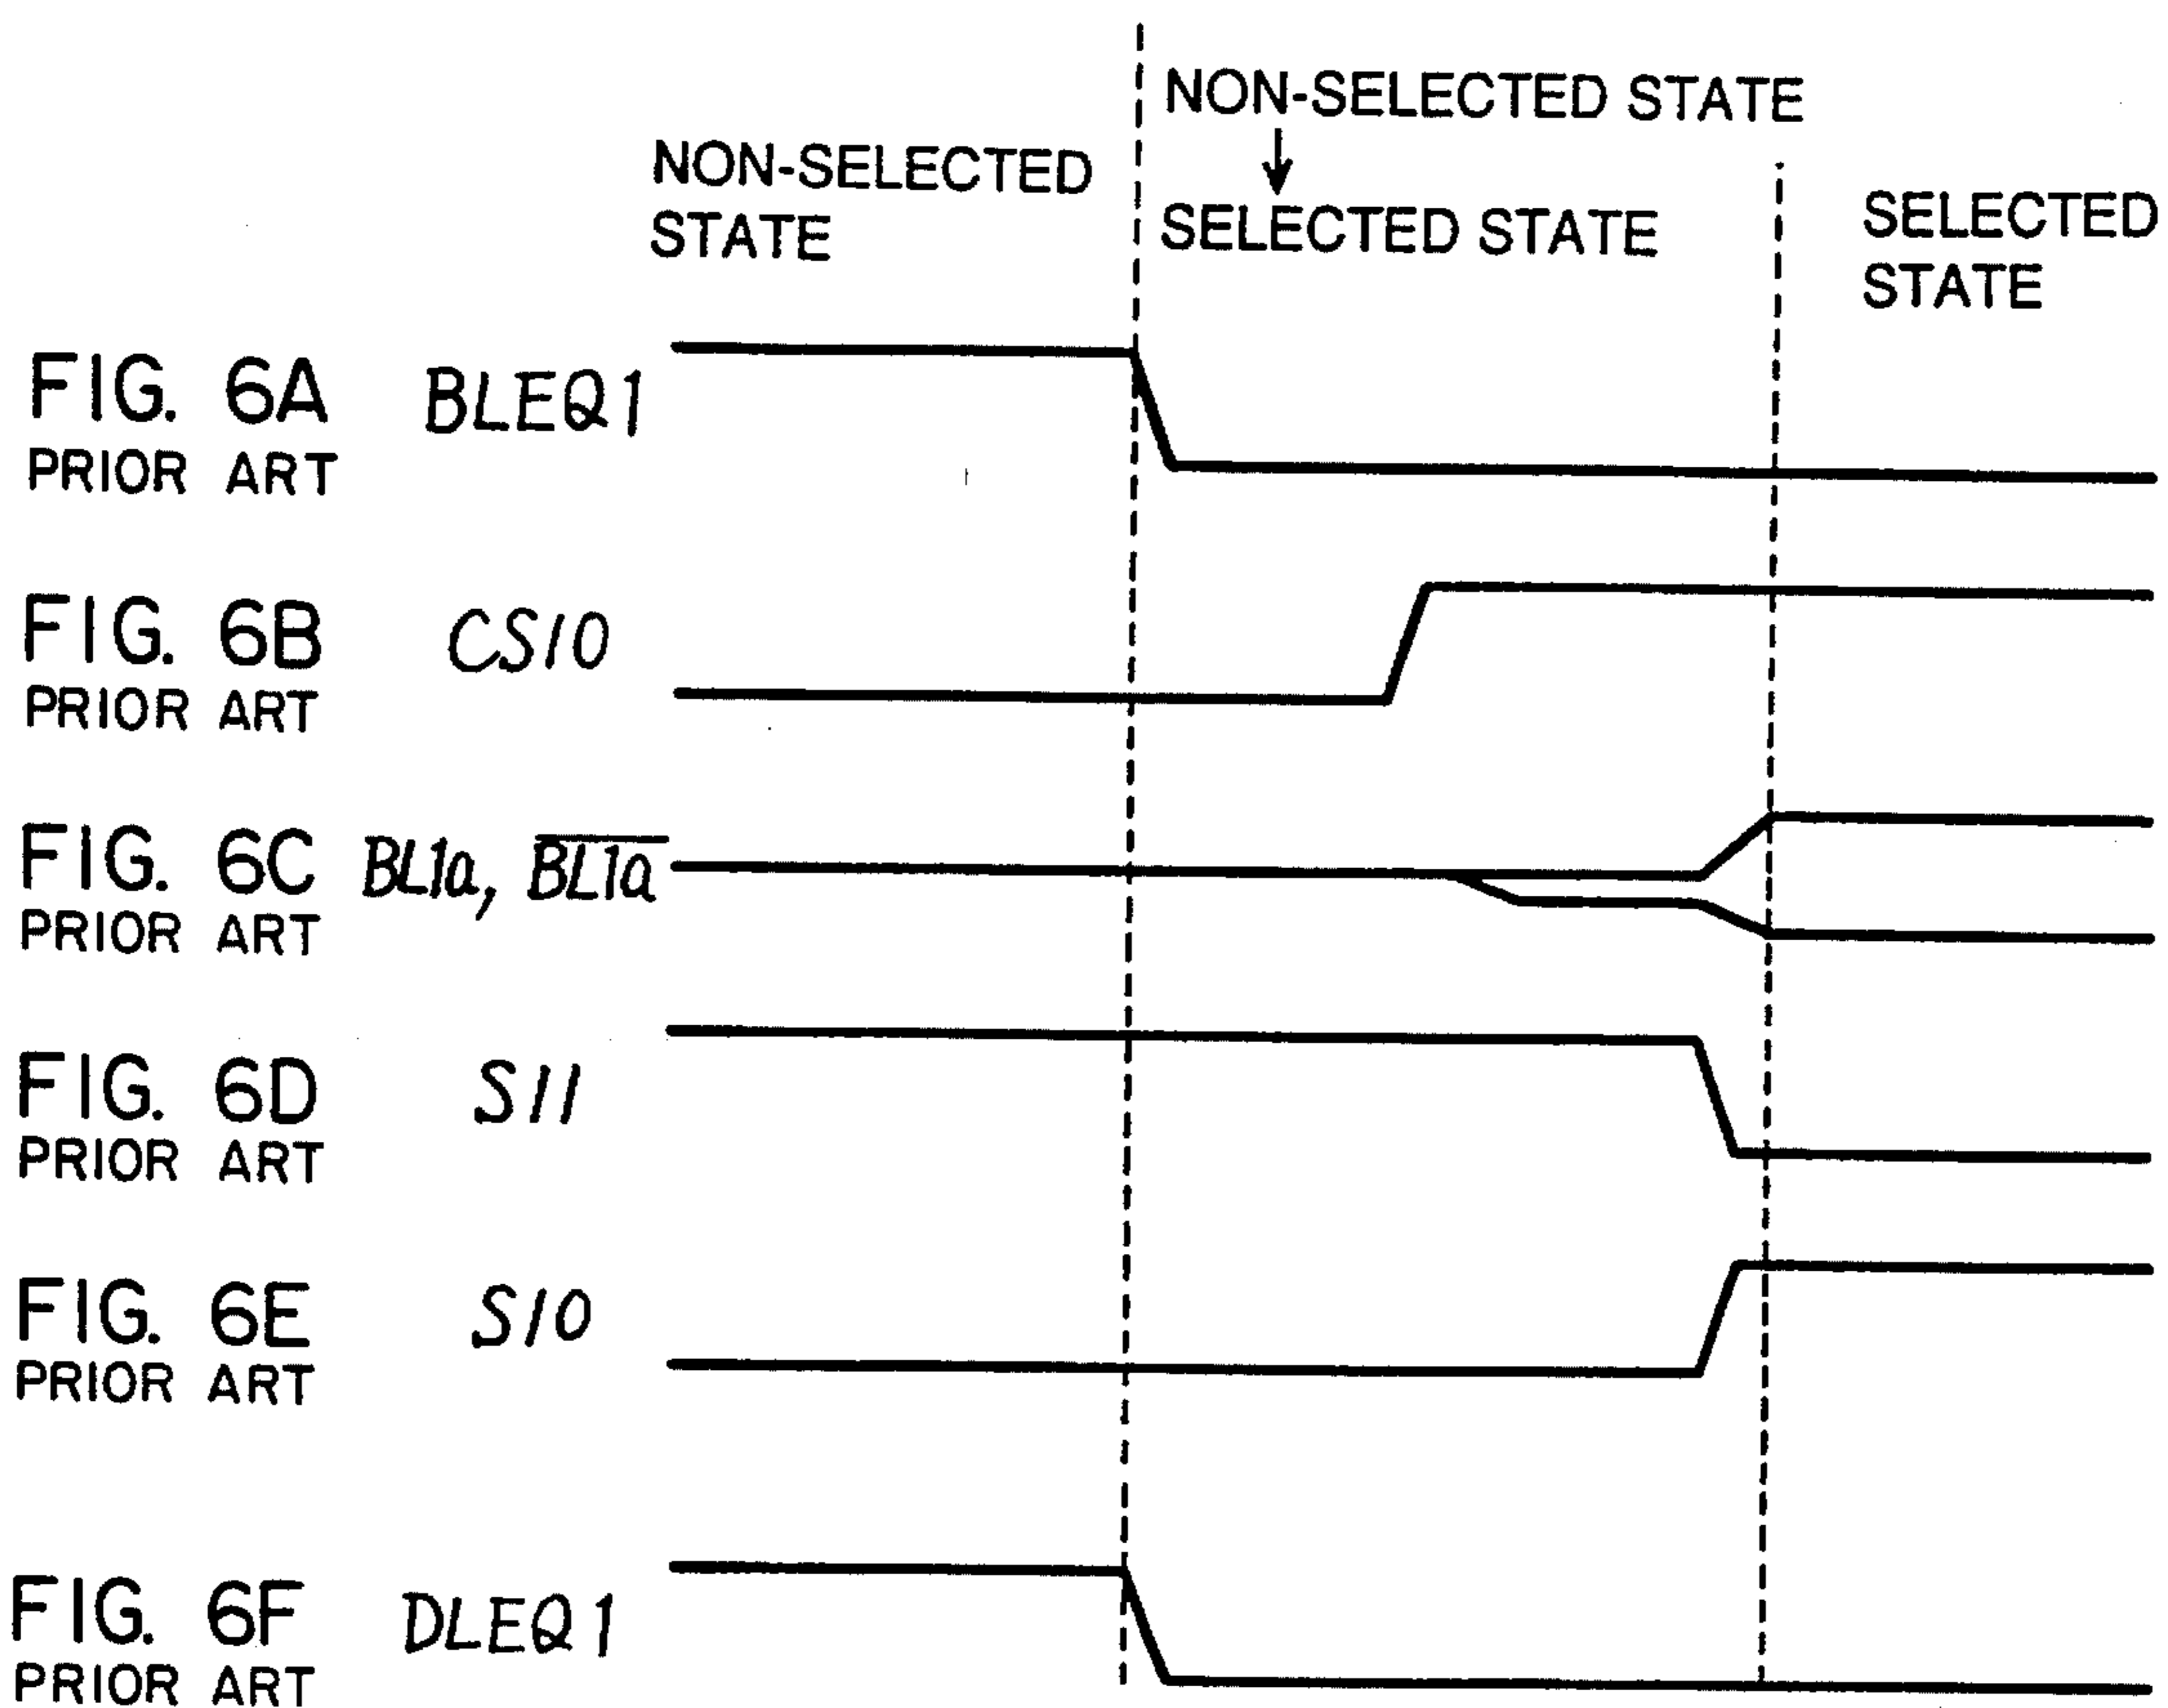 NON-SELECTED STATE
↓
SELECTED STATE
NON-SELECTED
STATE
SELECTED
STATE
FIG. 6A BLEQ1
PRIOR ART
FIG. 6B CS10
PRIOR ART
FIG. 6C BL1a, B̅L̅1̅a̅
PRIOR ART
FIG. 6D S11
PRIOR ART
FIG. 6E S10
PRIOR ART
FIG. 6F DLEQ1
PRIOR ART